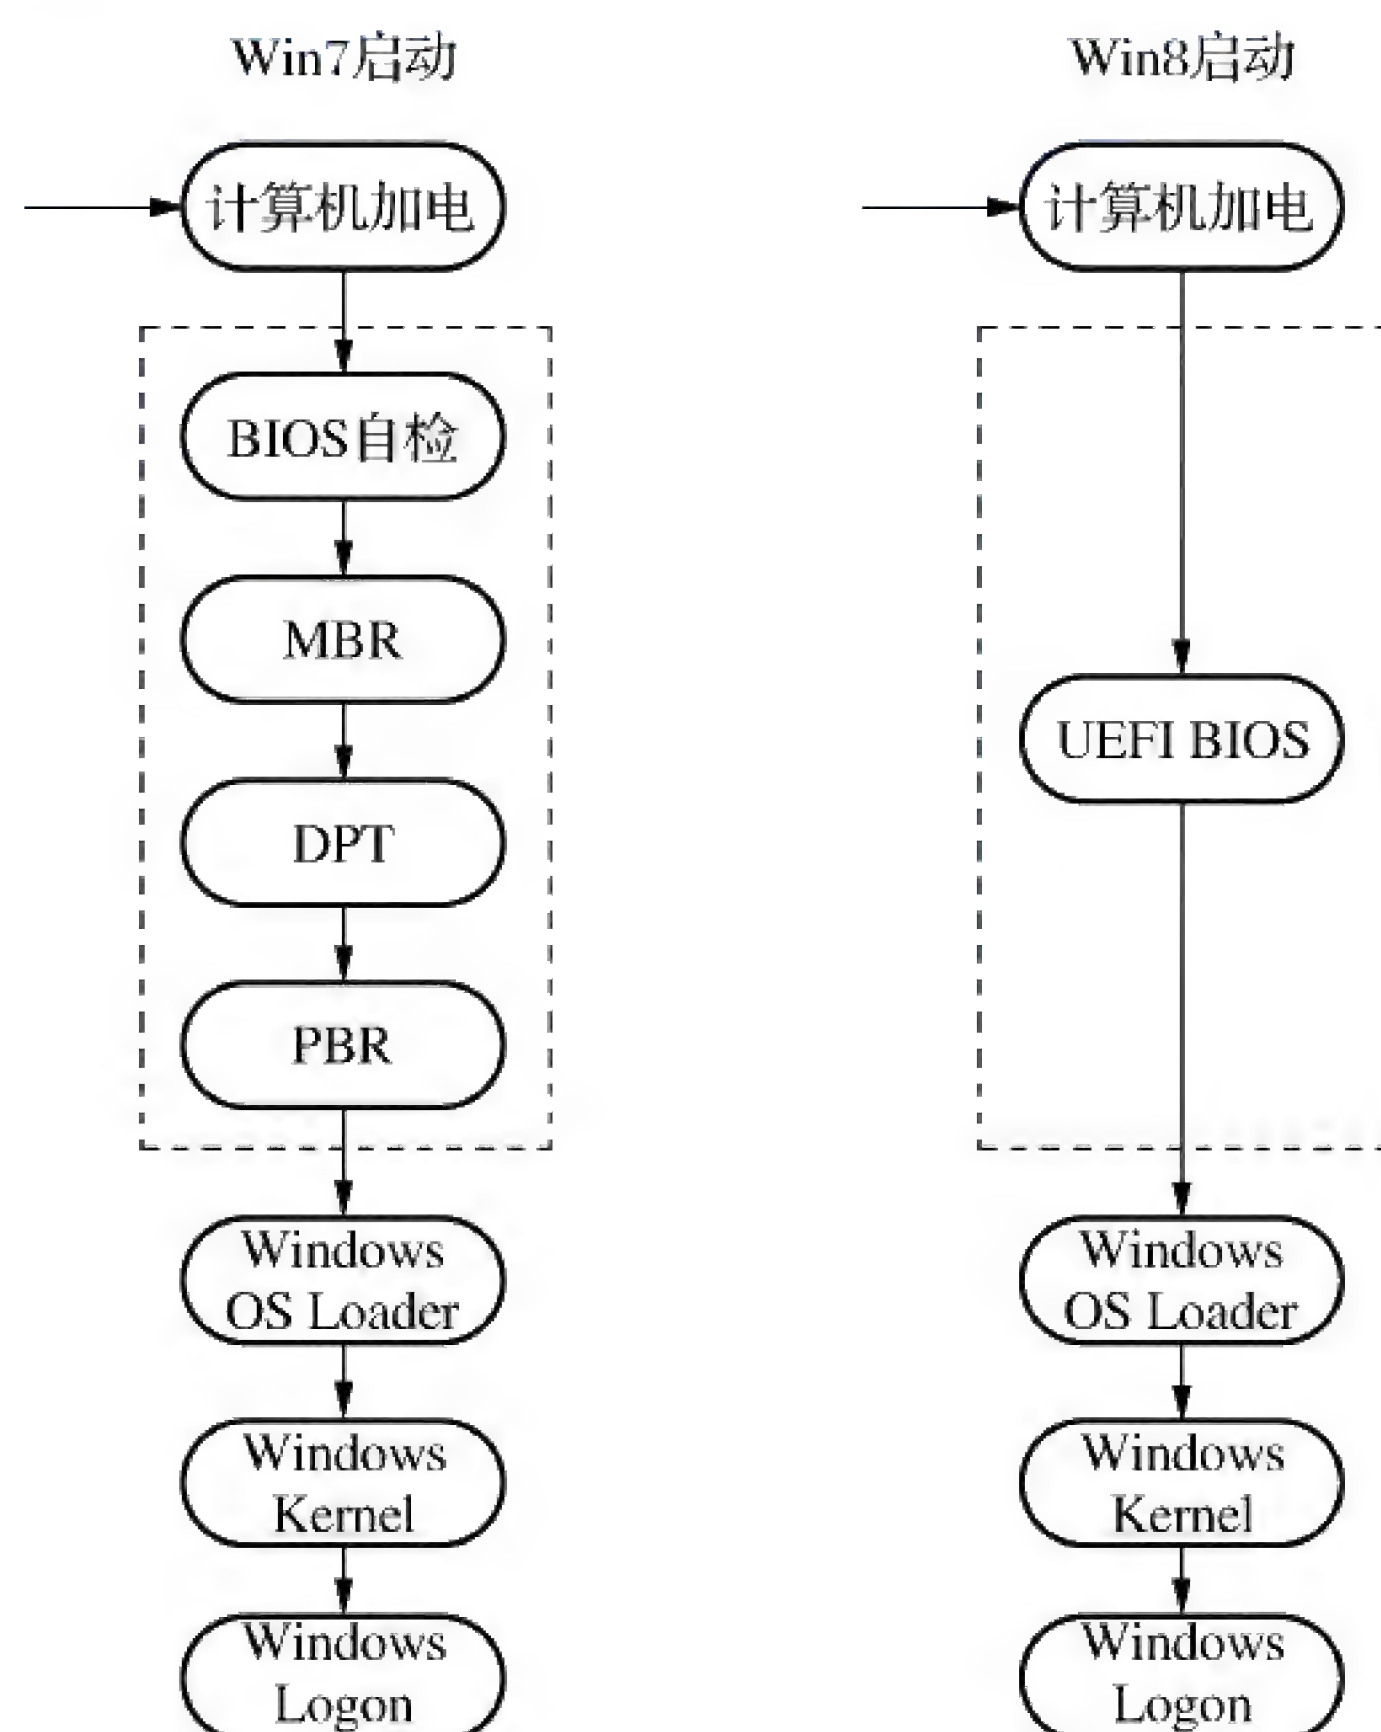 Win7启动
计算机加电
BIOS自检
MBR
DPT
PBR
Windows
OS Loader
Windows
Kernel
Windows
Logon
Win8启动
计算机加电
UEFI BIOS
Windows
OS Loader
Windows
Kernel
Windows
Logon